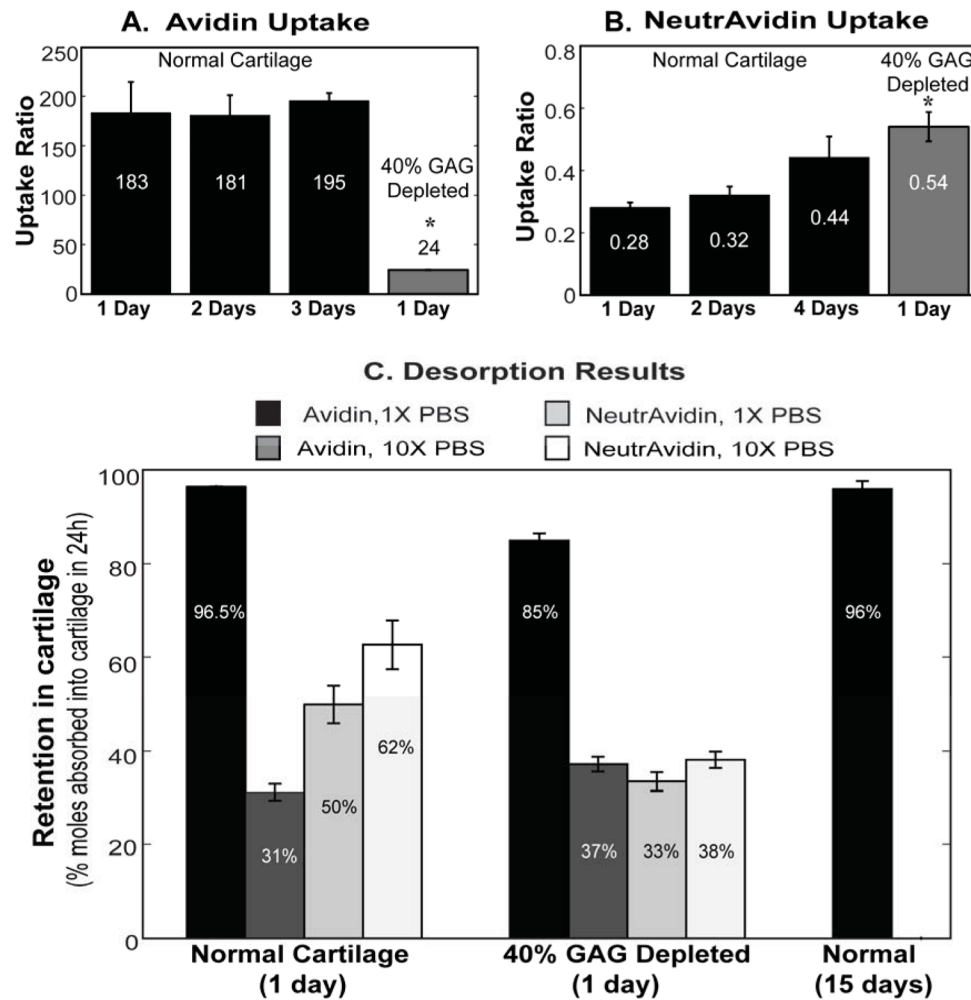 A. Avidin Uptake
Normal Cartilage
Uptake Ratio
200
150
100
50
0
183
181
195
40% GAG
Depleted
*
24
1 Day
2 Days
3 Days
1 Day
B. NeutrAvidin Uptake
Normal Cartilage
40% GAG
Depleted
*
Uptake Ratio
0.8
0.6
0.4
0.2
0
0.28
0.32
0.44
0.54
1 Day
2 Days
4 Days
1 Day
C. Desorption Results
Avidin,1X PBS
NeutrAvidin, 1X PBS
Avidin, 10X PBS
NeutrAvidin, 10X PBS
Retention in cartilage
(% moles absorbed into cartilage in 24h)
100
80
60
40
20
0
96.5%
31%
50%
62%
85%
37%
33%
38%
96%
Normal Cartilage
(1 day)
40% GAG Depleted
(1 day)
Normal
(15 days)